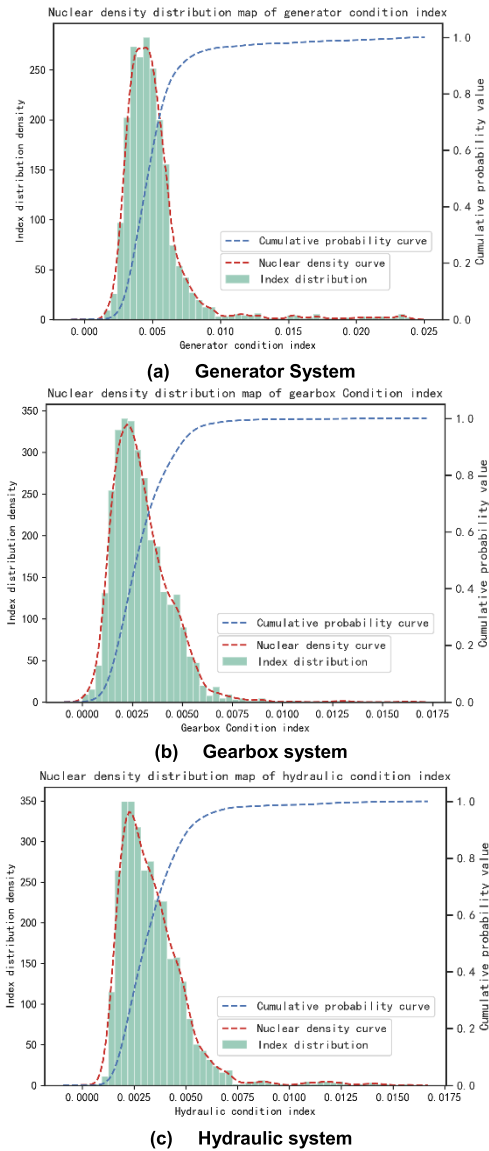 Nuclear density distribution map of generator condition index
Index distribution density
250
200
150
100
50
0
Cumulative probability value
1.0
0.8
0.6
0.4
0.2
0.0
Cumulative probability curve
Nuclear density curve
Index distribution
0.000 0.005 0.010 0.015 0.020 0.025
Generator condition index
(a) Generator System
Nuclear density distribution map of gearbox Condition index
Index distribution density
350
300
250
200
150
100
50
0
Cumulative probability value
1.0
0.8
0.6
0.4
0.2
0.0
Cumulative probability curve
Nuclear density curve
Index distribution
0.0000 0.0025 0.0050 0.0075 0.0100 0.0125 0.0150 0.0175
Gearbox Condition index
(b) Gearbox system
Nuclear density distribution map of hydraulic condition index
Index distribution density
350
300
250
200
150
100
50
0
Cumulative probability value
1.0
0.8
0.6
0.4
0.2
0.0
Cumulative probability curve
Nuclear density curve
Index distribution
0.0000 0.0025 0.0050 0.0075 0.0100 0.0125 0.0150 0.0175
Hydraulic condition index
(c) Hydraulic system